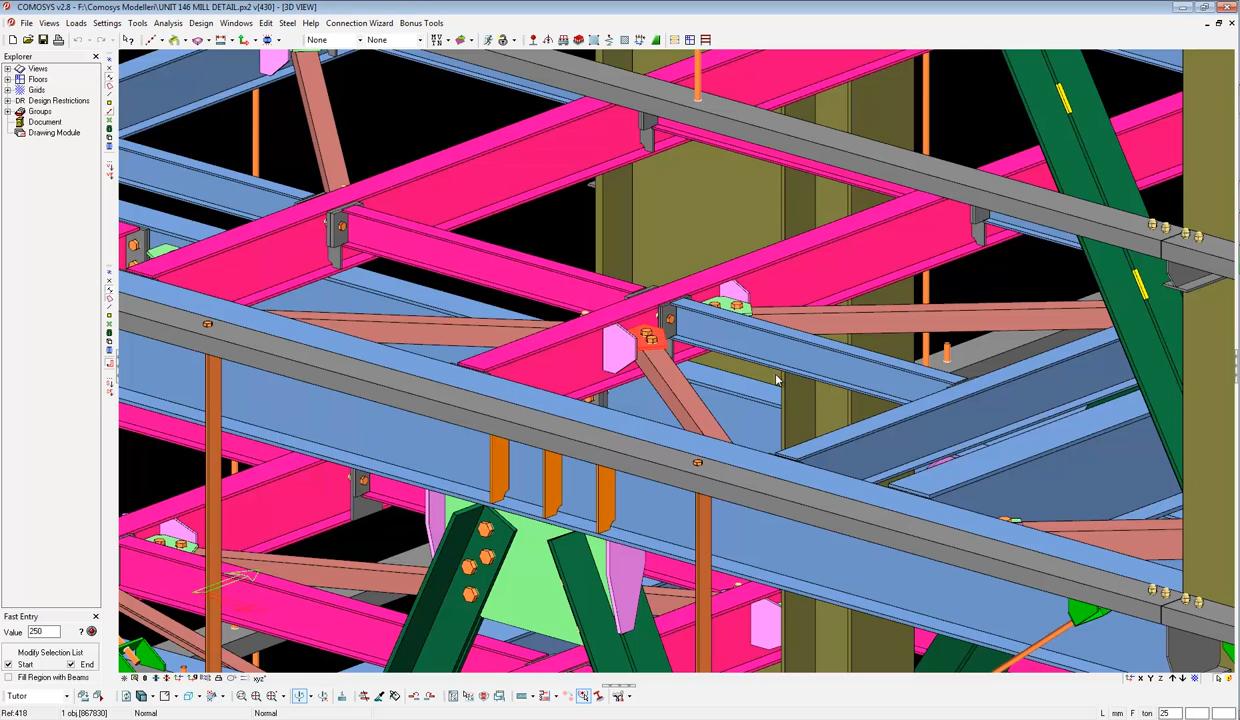 COMOSYS v2.8 - F:\Comosys Modelleri\UNIT 146 MILL DETAIL.px2 v[430] - [3D VIEW]
File Views Loads Settings Tools Analysis Design Windows Edit Steel Help Connection Wizard Bonus Tools
None None
Explorer
Views
Floors
Grids
DR Design Restrictions
Groups
Document
Drawing Module
Fast Entry
Value 250 ?
Modify Selection List
Start End
Fill Region with Beams
xyz
X Y Z
Tutor
Ref:418 1 obj.[867830] Normal Normal L mm F ton 25